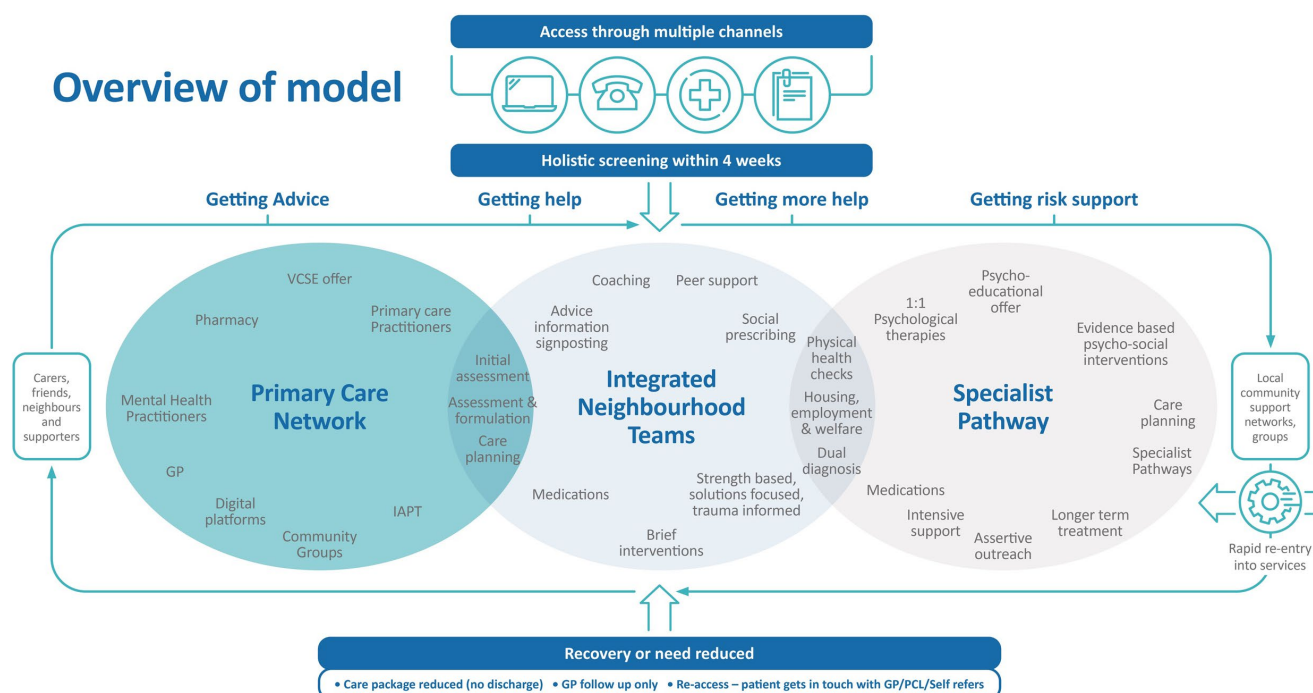 Access through multiple channels
Overview of model
Holistic screening within 4 weeks
Getting Advice
Getting help
Getting more help
Getting risk support
Carers,
friends,
neighbours
and
supporters
VCSE offer
Pharmacy
Primary care
Practitioners
Mental Health
Practitioners
Primary Care
Network
GP
Digital
platforms
Community
Groups
IAPT
Initial
assessment
Assessment &
formulation
Care
planning
Coaching
Peer support
Advice
information
signposting
Social
prescribing
Integrated
Neighbourhood
Teams
Medications
Strength based,
solutions focused,
trauma informed
Brief
interventions
Physical
health
checks
Housing,
employment
& welfare
Dual
diagnosis
1:1
Psychological
therapies
Psycho-
educational
offer
Evidence based
psycho-social
interventions
Specialist
Pathway
Care
planning
Specialist
Pathways
Medications
Intensive
support
Assertive
outreach
Longer term
treatment
Local
community
support
networks,
groups
Rapid re-entry
into services
Recovery or need reduced
• Care package reduced (no discharge) • GP follow up only • Re-access – patient gets in touch with GP/PCL/Self refers